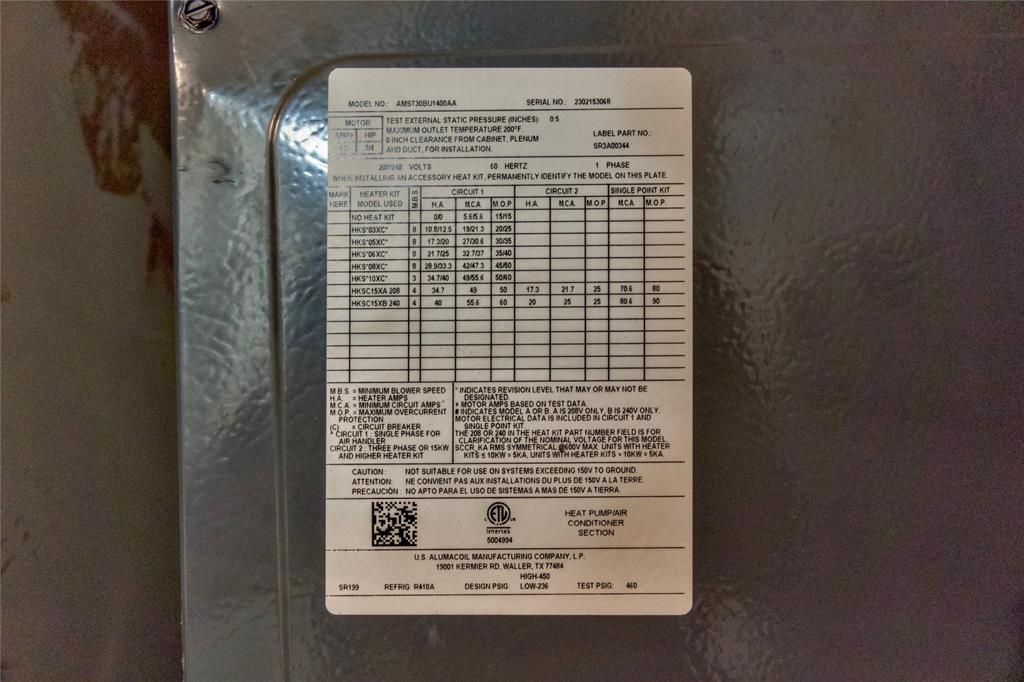 MODEL NO.: AMST30BU1400AA SERIAL NO.: 2302153068
MOTOR TEST EXTERNAL STATIC PRESSURE (INCHES): 0.5
AMPS H/P MAXIMUM OUTLET TEMPERATURE 200°F.
3/4 0 INCH CLEARANCE FROM CABINET, PLENUM
AND DUCT, FOR INSTALLATION.
LABEL PART NO.:
SR3A00344
208/240 VOLTS 60 HERTZ 1 PHASE
WHEN INSTALLING AN ACCESSORY HEAT KIT, PERMANENTLY IDENTIFY THE MODEL ON THIS PLATE.
MARK HERE HEATER KIT MODEL USED M.B.S. CIRCUIT 1 CIRCUIT 2 SINGLE POINT KIT
H.A. M.C.A. M.O.P. H.A. M.C.A. M.O.P. M.C.A. M.O.P.
NO HEAT KIT 0/0 5.6/5.6 15/15
HKS*03XC* 8 10.8/12.5 19/21.3 20/25
HKS*05XC* 8 17.3/20 27/30.6 30/35
HKS*06XC* 8 21.7/25 32.7/37 35/40
HKS*08XC* 8 28.9/33.3 42/47.3 45/50
HKS*10XC* 3 34.7/40 49/55.6 50/60
HKSC15XA 208 4 34.7 49 50 17.3 21.7 25 70.6 80
HKSC15XB 240 4 40 55.6 60 20 25 25 80.6 90
M.B.S. = MINIMUM BLOWER SPEED
H.A. = HEATER AMPS
M.C.A. = MINIMUM CIRCUIT AMPS
M.O.P. = MAXIMUM OVERCURRENT
PROTECTION
(C) = CIRCUIT BREAKER
* CIRCUIT 1 : SINGLE PHASE FOR
AIR HANDLER
CIRCUIT 2 : THREE PHASE OR 15KW
AND HIGHER HEATER KIT
* INDICATES REVISION LEVEL THAT MAY OR MAY NOT BE
DESIGNATED.
+ MOTOR AMPS BASED ON TEST DATA.
# INDICATES MODEL A OR B. A IS 208V ONLY, B IS 240V ONLY.
MOTOR ELECTRICAL DATA IS INCLUDED IN CIRCUIT 1 AND
SINGLE POINT KIT.
THE 208 OR 240 IN THE HEAT KIT PART NUMBER FIELD IS FOR
CLARIFICATION OF THE NOMINAL VOLTAGE FOR THIS MODEL.
SCCR, KA RMS SYMMETRICAL @600V MAX. UNITS WITH HEATER
KITS ≤ 10KW = 5KA, UNITS WITH HEATER KITS > 10KW = 5KA.
CAUTION : NOT SUITABLE FOR USE ON SYSTEMS EXCEEDING 150V TO GROUND.
ATTENTION: NE CONVIENT PAS AUX INSTALLATIONS DU PLUS DE 150V A LA TERRE.
PRECAUCIÓN : NO APTO PARA EL USO DE SISTEMAS A MAS DE 150V A TIERRA.
C ETL US
Intertek
5004994
HEAT PUMP/AIR
CONDITIONER
SECTION
U.S. ALUMACOIL MANUFACTURING COMPANY, L.P.
19001 KERMIER RD, WALLER, TX 77484
HIGH-450
SR199 REFRIG: R410A DESIGN PSIG: LOW-236 TEST PSIG: 460